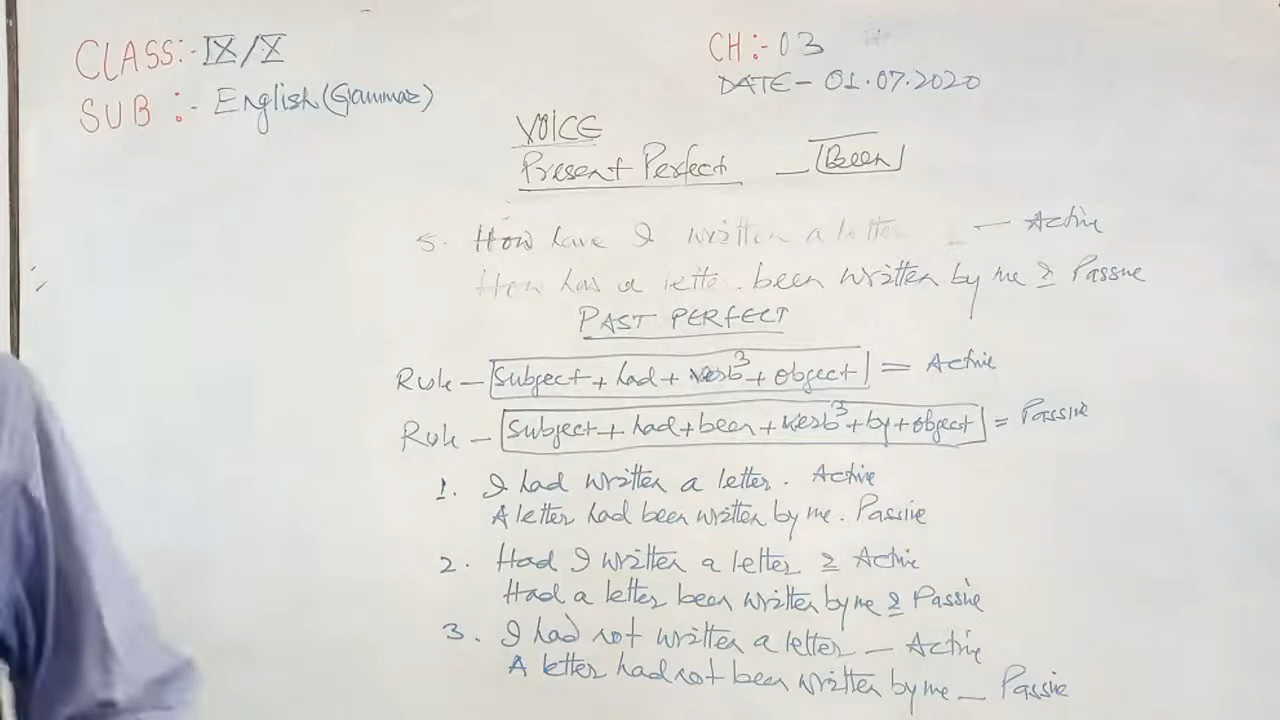 CLASS:- IX/X
CH:- 03
SUB :- English(Grammar)
DATE - 01.07.2020
VOICE
Present Perfect _ Been
5. How have I written a letter - Active
How has a letter been written by me ? Passive
PAST PERFECT
Rule - Subject + had + verb³ + object = Active
Rule - Subject + had + been + verb³ + by + object = Passive
1. I had written a letter. Active
A letter had been written by me. Passive
2. Had I written a letter ? Active
Had a letter been written by me ? Passive
3. I had not written a letter - Active
A letter had not been written by me - Passive